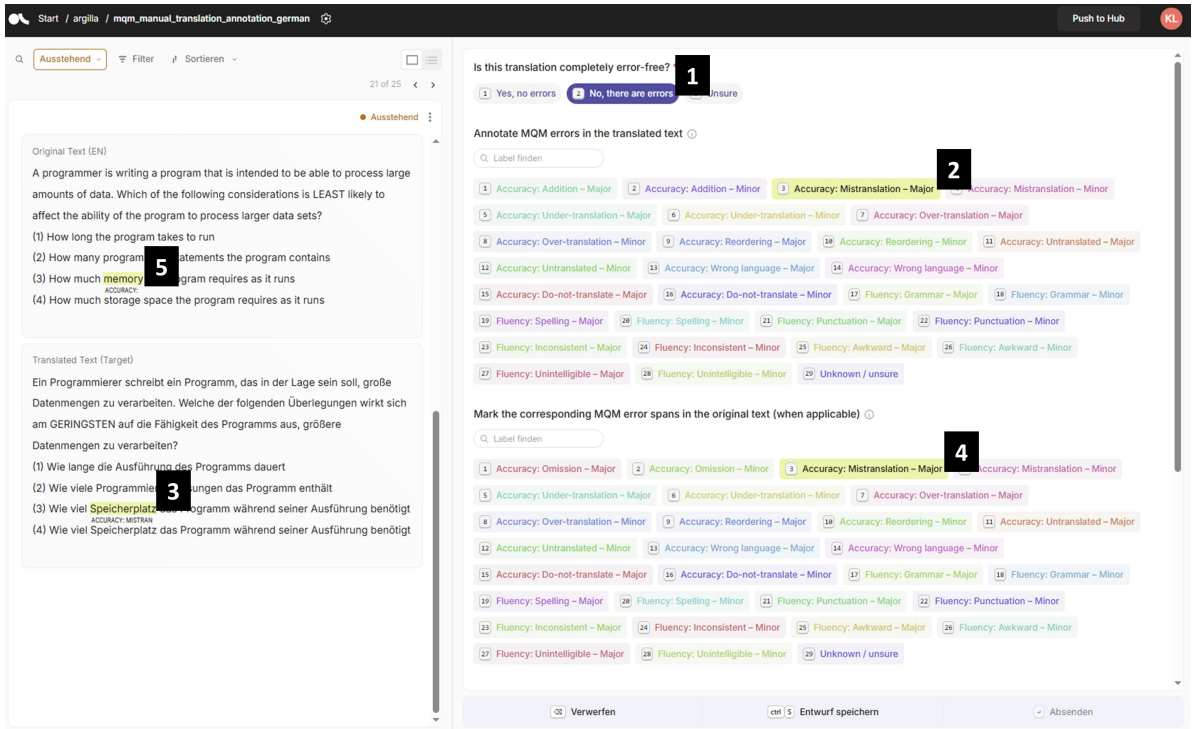 Start / argilla / mqm_manual_translation_annotation_german
Push to Hub
KL
Ausstehend
Filter
Sortieren
21 of 25
Ausstehend
Original Text (EN)
A programmer is writing a program that is intended to be able to process large
amounts of data. Which of the following considerations is LEAST likely to
affect the ability of the program to process larger data sets?
(1) How long the program takes to run
(2) How many program tatements the program contains
5
(3) How much memory ogram requires as it runs
ACCURACY:
(4) How much storage space the program requires as it runs
Translated Text (Target)
Ein Programmierer schreibt ein Programm, das in der Lage sein soll, große
Datenmengen zu verarbeiten. Welche der folgenden Überlegungen wirkt sich
am GERINGSTEN auf die Fähigkeit des Programms aus, größere
Datenmengen zu verarbeiten?
(1) Wie lange die Ausführung des Programms dauert
(2) Wie viele Programmier sungen das Programm enthält
3
(3) Wie viel Speicherplatz das Programm während seiner Ausführung benötigt
ACCURACY: MISTRAN
(4) Wie viel Speicherplatz das Programm während seiner Ausführung benötigt
Is this translation completely error-free?
1
1 Yes, no errors 2 No, there are errors Unsure
Annotate MQM errors in the translated text
Label finden
2
1 Accuracy: Addition – Major 2 Accuracy: Addition – Minor 3 Accuracy: Mistranslation – Major Accuracy: Mistranslation – Minor
5 Accuracy: Under-translation – Major 6 Accuracy: Under-translation – Minor 7 Accuracy: Over-translation – Major
8 Accuracy: Over-translation – Minor 9 Accuracy: Reordering – Major 10 Accuracy: Reordering – Minor 11 Accuracy: Untranslated – Major
12 Accuracy: Untranslated – Minor 13 Accuracy: Wrong language – Major 14 Accuracy: Wrong language – Minor
15 Accuracy: Do-not-translate – Major 16 Accuracy: Do-not-translate – Minor 17 Fluency: Grammar – Major 18 Fluency: Grammar – Minor
19 Fluency: Spelling – Major 20 Fluency: Spelling – Minor 21 Fluency: Punctuation – Major 22 Fluency: Punctuation – Minor
23 Fluency: Inconsistent – Major 24 Fluency: Inconsistent – Minor 25 Fluency: Awkward – Major 26 Fluency: Awkward – Minor
27 Fluency: Unintelligible – Major 28 Fluency: Unintelligible – Minor 29 Unknown / unsure
Mark the corresponding MQM error spans in the original text (when applicable)
Label finden
4
1 Accuracy: Omission – Major 2 Accuracy: Omission – Minor 3 Accuracy: Mistranslation – Major Accuracy: Mistranslation – Minor
5 Accuracy: Under-translation – Major 6 Accuracy: Under-translation – Minor 7 Accuracy: Over-translation – Major
8 Accuracy: Over-translation – Minor 9 Accuracy: Reordering – Major 10 Accuracy: Reordering – Minor 11 Accuracy: Untranslated – Major
12 Accuracy: Untranslated – Minor 13 Accuracy: Wrong language – Major 14 Accuracy: Wrong language – Minor
15 Accuracy: Do-not-translate – Major 16 Accuracy: Do-not-translate – Minor 17 Fluency: Grammar – Major 18 Fluency: Grammar – Minor
19 Fluency: Spelling – Major 20 Fluency: Spelling – Minor 21 Fluency: Punctuation – Major 22 Fluency: Punctuation – Minor
23 Fluency: Inconsistent – Major 24 Fluency: Inconsistent – Minor 25 Fluency: Awkward – Major 26 Fluency: Awkward – Minor
27 Fluency: Unintelligible – Major 28 Fluency: Unintelligible – Minor 29 Unknown / unsure
Verwerfen
ctrl S Entwurf speichern
Absenden